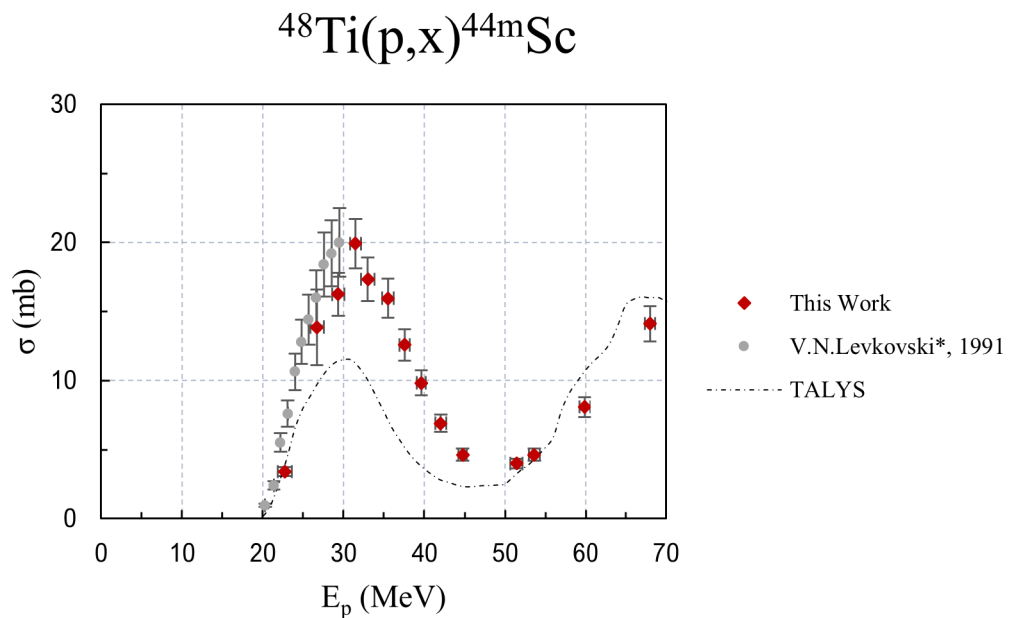 ⁴⁸Ti(p,x)⁴⁴ᵐSc
30
20
10
0
σ (mb)
0 10 20 30 40 50 60 70
Eₚ (MeV)
This Work
V.N.Levkovski*, 1991
TALYS